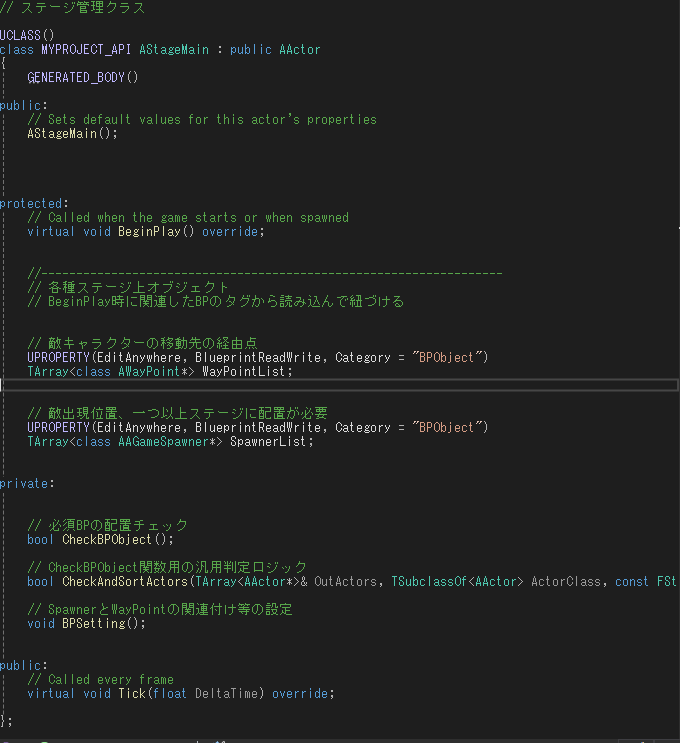 // ステージ管理クラス
UCLASS()
class MYPROJECT_API AStageMain : public AActor
{
GENERATED_BODY()
public:
// Sets default values for this actor's properties
AStageMain();
protected:
// Called when the game starts or when spawned
virtual void BeginPlay() override;
//------------------------------------------------------------------
// 各種ステージ上オブジェクト
// BeginPlay時に関連したBPのタグから読み込んで紐づける
// 敵キャラクターの移動先の経由点
UPROPERTY(EditAnywhere, BlueprintReadWrite, Category = "BPObject")
TArray<class AWayPoint*> WayPointList;
// 敵出現位置、一つ以上ステージに配置が必要
UPROPERTY(EditAnywhere, BlueprintReadWrite, Category = "BPObject")
TArray<class AAGameSpawner*> SpawnerList;
private:
// 必須BPの配置チェック
bool CheckBPObject();
// CheckBPObject関数用の汎用判定ロジック
bool CheckAndSortActors(TArray<AActor*>& OutActors, TSubclassOf<AActor> ActorClass, const FSt
// SpawnerとWayPointの関連付け等の設定
void BPSetting();
public:
// Called every frame
virtual void Tick(float DeltaTime) override;
};